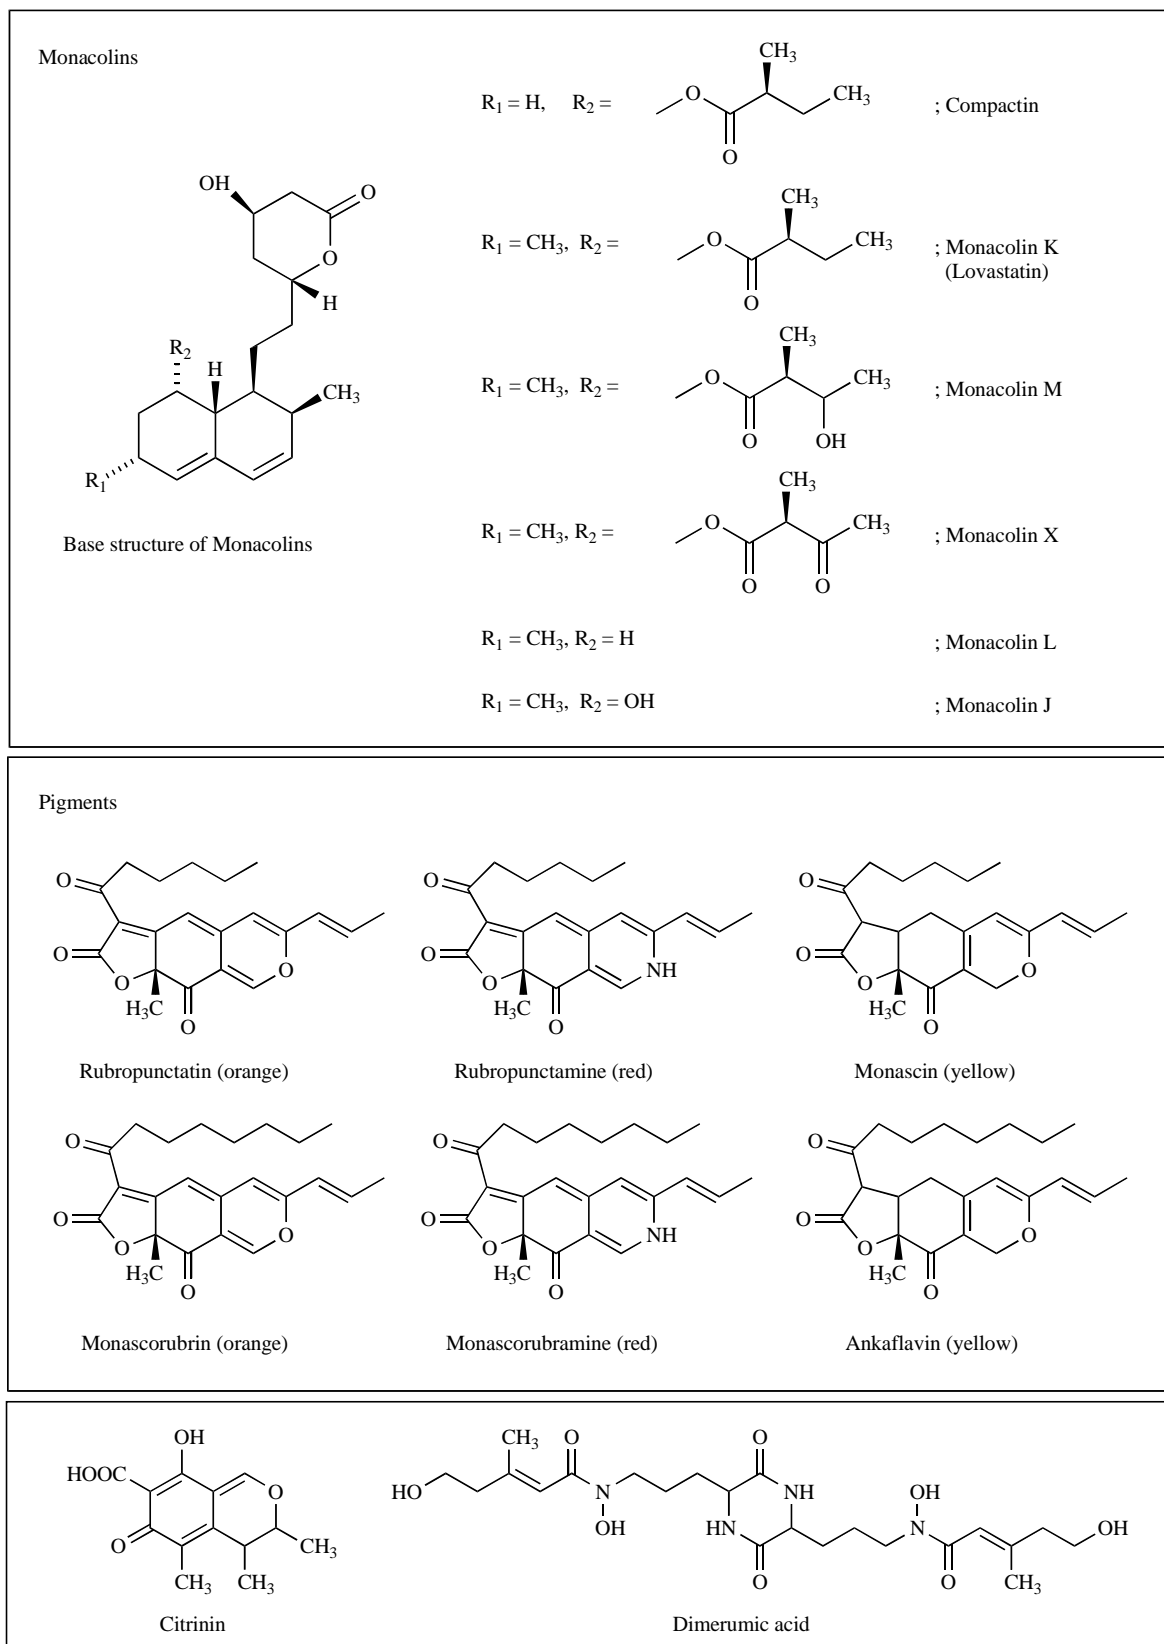 Monacolins
R₁ = H, R₂ =
O
O
CH₃
CH₃
; Compactin
OH
O
O
H
R₂
H
CH₃
R₁
Base structure of Monacolins
R₁ = CH₃, R₂ =
O
O
CH₃
CH₃
; Monacolin K
(Lovastatin)
R₁ = CH₃, R₂ =
O
O
CH₃
CH₃
OH
; Monacolin M
R₁ = CH₃, R₂ =
O
O
CH₃
CH₃
O
; Monacolin X
R₁ = CH₃, R₂ = H ; Monacolin L
R₁ = CH₃, R₂ = OH ; Monacolin J
Pigments
O
O
O
H₃C
O
O
Rubropunctatin (orange)
O
O
O
H₃C
O
NH
Rubropunctamine (red)
O
O
O
H₃C
O
O
Monascin (yellow)
O
O
O
H₃C
O
O
Monascorubrin (orange)
O
O
O
H₃C
O
NH
Monascorubramine (red)
O
O
O
H₃C
O
O
Ankaflavin (yellow)
OH
HOOC
O
O
CH₃
CH₃
CH₃
Citrinin
HO
CH₃
O
N
OH
O
NH
HN
O
OH
N
O
CH₃
OH
Dimerumic acid